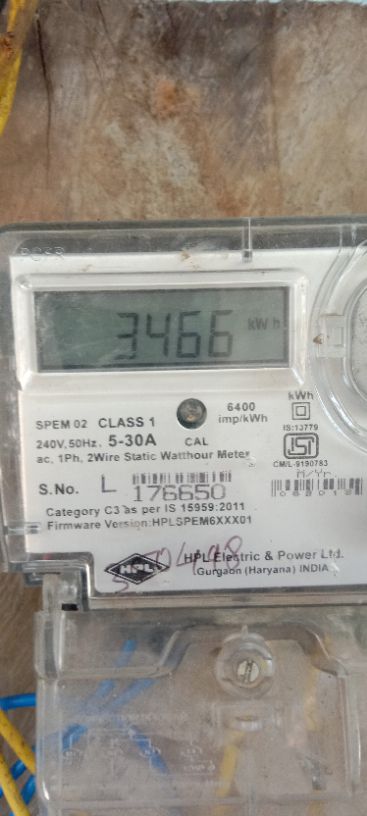 3466 kWh
SPEM 02 CLASS 1
6400 imp/kWh
kWh
240V, 50Hz, 5-30A
CAL
IS:13779
ac, 1Ph, 2Wire Static Watthour Meter
CM/L-9190783
S.No. L 176650
M/Yr.
Category C3 as per IS 15959:2011
Firmware Version:HPLSPEM6XXX01
HPL
HPL Electric & Power Ltd.
Gurgaon (Haryana) INDIA